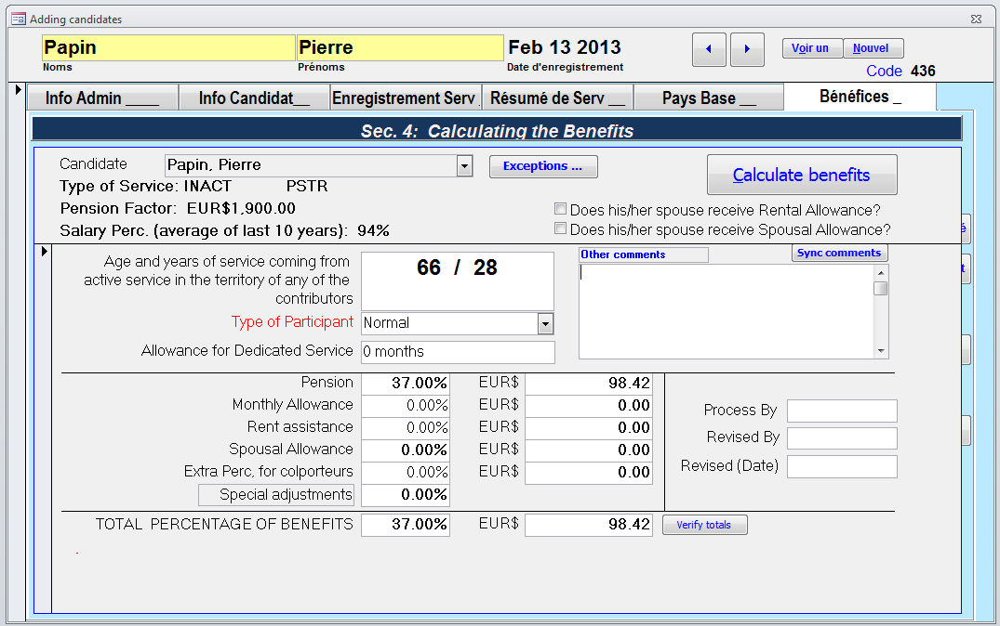 Adding candidates
Papin Pierre Feb 13 2013
Noms Prénoms Date d'enregistrement
Voir un Nouvel
Code 436
Info Admin ____ Info Candidat__ Enregistrement Serv Résumé de Serv __ Pays Base __ Bénéfices _
Sec. 4: Calculating the Benefits
Candidate Papin, Pierre Exceptions ... Calculate benefits
Type of Service: INACT PSTR
Pension Factor: EUR$1,900.00
Does his/her spouse receive Rental Allowance?
Salary Perc. (average of last 10 years): 94%
Does his/her spouse receive Spousal Allowance?
Age and years of service coming from
active service in the territory of any of the
contributors
66 / 28
Other comments Sync comments
Type of Participant Normal
Allowance for Dedicated Service 0 months
Pension 37.00% EUR$ 98.42
Monthly Allowance 0.00% EUR$ 0.00
Rent assistance 0.00% EUR$ 0.00
Spousal Allowance 0.00% EUR$ 0.00
Extra Perc. for colporteurs 0.00% EUR$ 0.00
Special adjustments 0.00%
Process By
Revised By
Revised (Date)
TOTAL PERCENTAGE OF BENEFITS 37.00% EUR$ 98.42 Verify totals